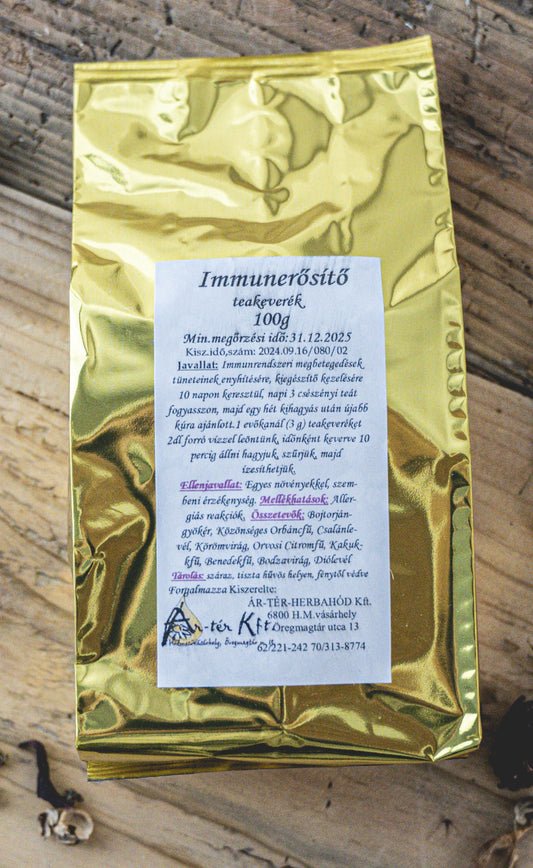 Immunerősítő
teakeverék
100g
Min.megőrzési idő:31.12.2025
Kisz.idő,szám: 2024.09.16/080/02
Javallat: Immunrendszeri megbetegedések
tüneteinek enyhítésére, kiegészítő kezelésére
10 napon keresztül, napi 3 csészényi teát
fogyasszon, majd egy hét kihagyás után újabb
kúra ajánlott.1 evőkanál (3 g) teakeveréket
2dl forró vízzel leöntünk, időnként keverve 10
percig állni hagyjuk, szűrjük, majd
ízesíthetjük.
Ellenjavallat: Egyes növényekkel, szem-
beni érzékenység. Mellékhatások: Aller-
giás reakciók. Összetevők: Bojtorján-
gyökér, Közönséges Orbáncfű, Csalánle-
vél, Körömvirág, Orvosi Citromfű, Kakuk-
kfű, Benedekfű, Bodzavirág, Diólevél
Tárolás: száraz, tiszta hűvös helyen, fénytől védve
Forgalmazza Kiszerelte:
ÁR-TÉR-HERBAHÓD Kft.
6800 H.M.vásárhely
Ár-tér Kft. Öregmagtár utca 13
Hódmezővásárhely, Öregmagtár u. 13.
62/221-242 70/313-8774